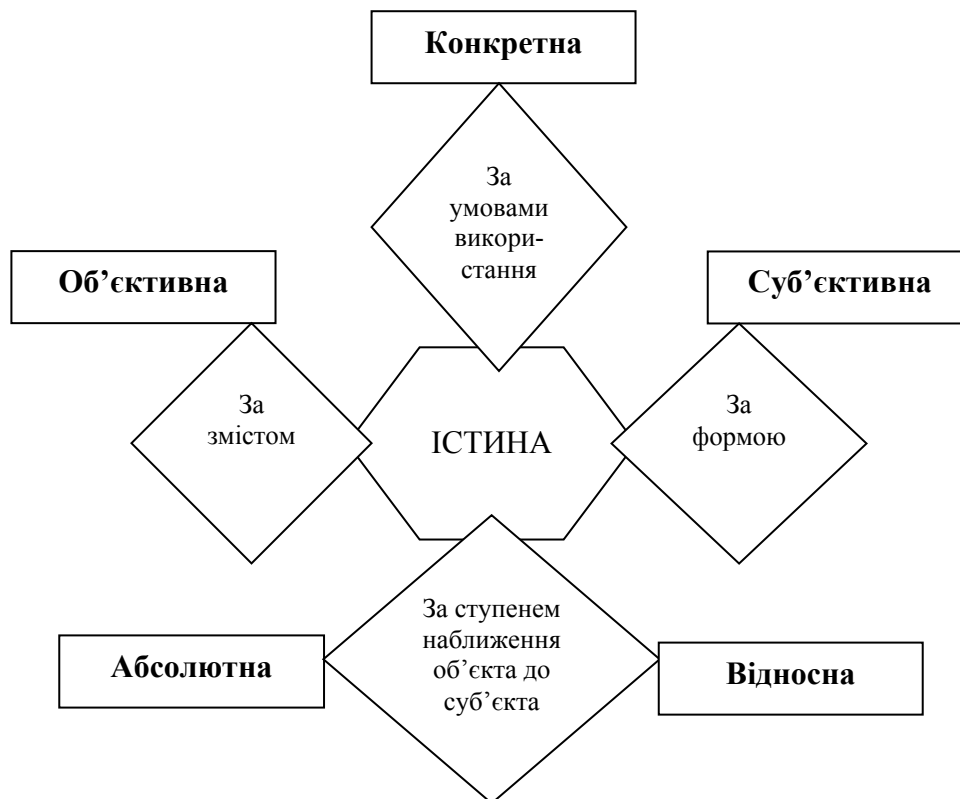 Конкретна
За
умовами
викори-
стання
Об’єктивна
Суб’єктивна
За
змістом
ІСТИНА
За
формою
За ступенем
наближення
об’єкта до
суб’єкта
Абсолютна
Відносна